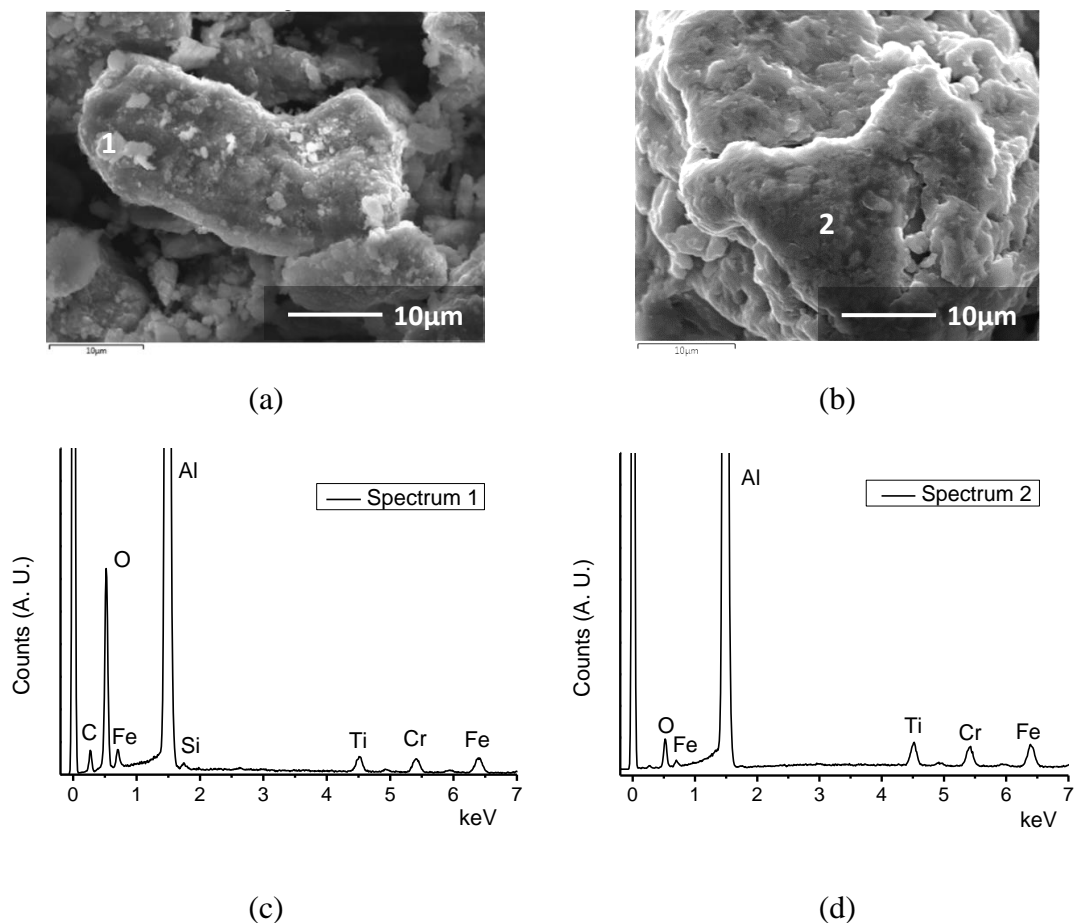 1
10μm
10μm
(a)
2
10μm
10μm
(b)
Counts (A. U.)
Al
Spectrum 1
O
C
Fe
Si
Ti
Cr
Fe
0 1 2 3 4 5 6 7
keV
(c)
Counts (A. U.)
Al
Spectrum 2
O
Fe
Ti
Cr
Fe
0 1 2 3 4 5 6 7
keV
(d)